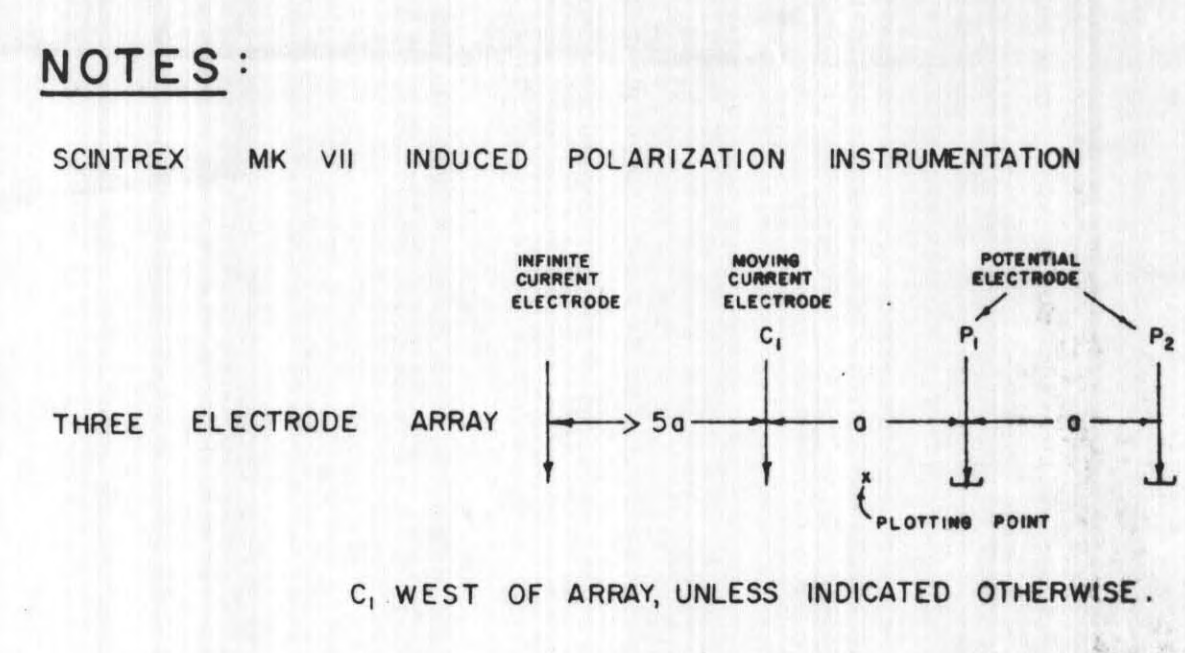 NOTES:
SCINTREX MK VII INDUCED POLARIZATION INSTRUMENTATION
INFINITE
CURRENT
ELECTRODE
MOVING
CURRENT
ELECTRODE
C₁
POTENTIAL
ELECTRODE
P₁
P₂
THREE ELECTRODE ARRAY
> 5a
a
a
x
PLOTTING POINT
C₁ WEST OF ARRAY, UNLESS INDICATED OTHERWISE.